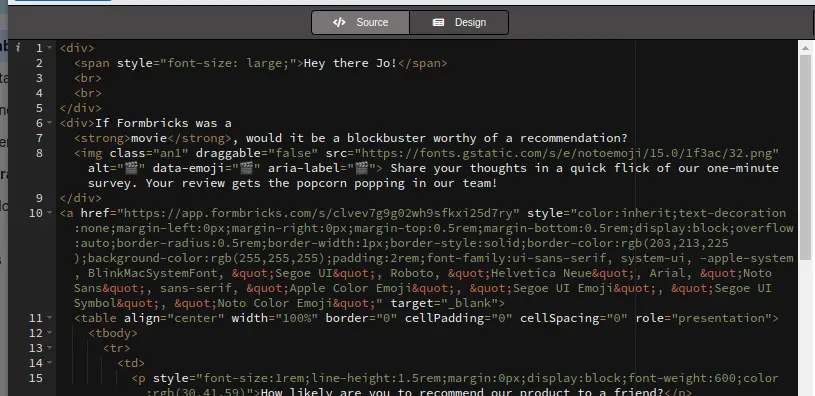 </> Source Design
i 1 <div>
2 <span style="font-size: large;">Hey there Jo!</span>
3 <br>
4 <br>
5 </div>
6 <div>If Formbricks was a
7 <strong>movie</strong>, would it be a blockbuster worthy of a recommendation?
8 <img class="an1" draggable="false" src="https://fonts.gstatic.com/s/e/notoemoji/15.0/1f3ac/32.png"
alt="🎬" data-emoji="🎬" aria-label="🎬"> Share your thoughts in a quick flick of our one-minute
survey. Your review gets the popcorn popping in our team!
9 </div>
10 <a href="https://app.formbricks.com/s/clvev7g9g02wh9sfkxi25d7ry" style="color:inherit;text-decoration
:none;margin-left:0px;margin-right:0px;margin-top:0.5rem;margin-bottom:0.5rem;display:block;overflow
:auto;border-radius:0.5rem;border-width:1px;border-style:solid;border-color:rgb(203,213,225
);background-color:rgb(255,255,255);padding:2rem;font-family:ui-sans-serif, system-ui, -apple-system
, BlinkMacSystemFont, &quot;Segoe UI&quot;, Roboto, &quot;Helvetica Neue&quot;, Arial, &quot;Noto
Sans&quot;, sans-serif, &quot;Apple Color Emoji&quot;, &quot;Segoe UI Emoji&quot;, &quot;Segoe UI
Symbol&quot;, &quot;Noto Color Emoji&quot;" target="_blank">
11 <table align="center" width="100%" border="0" cellPadding="0" cellSpacing="0" role="presentation">
12 <tbody>
13 <tr>
14 <td>
15 <p style="font-size:1rem;line-height:1.5rem;margin:0px;display:block;font-weight:600;color
:rgb(30,41,59)">How likely are you to recommend our product to a friend?</p>